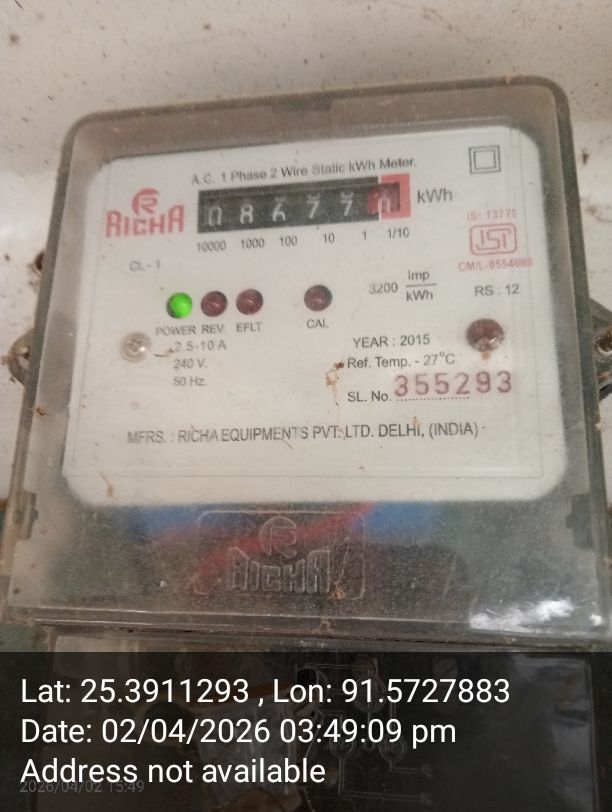 A.C. 1 Phase 2 Wire Static kWh Meter.
RICHA
kWh
10000 1000 100 10 1 1/10
IS: 13775
ISI
CL - 1
3200 Imp
kWh
RS : 12
POWER REV. EFLT
CAL
2.5-10 A
240 V.
50 Hz.
YEAR : 2015
Ref. Temp. - 27°C
SL. No. 355293
MFRS. : RICHA EQUIPMENTS PVT. LTD. DELHI, (INDIA)
RICHA
Lat: 25.3911293 , Lon: 91.5727883
Date: 02/04/2026 03:49:09 pm
Address not available
2026/04/02 15:49